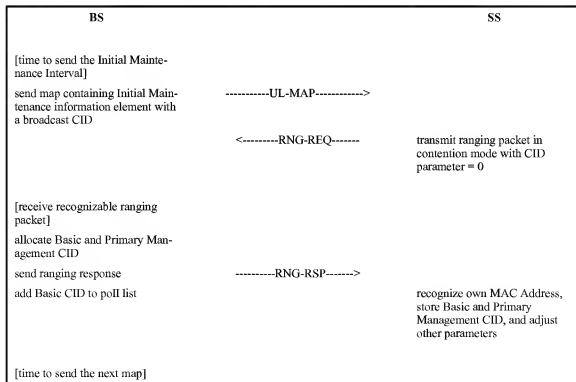 BS SS
[time to send the Initial Mainte-
nance Interval]
send map containing Initial Main- -----------UL-MAP------------>
tenance information element with
a broadcast CID
<---------RNG-REQ------- transmit ranging packet in
contention mode with CID
parameter = 0
[receive recognizable ranging
packet]
allocate Basic and Primary Man-
agement CID
send ranging response ----------RNG-RSP------->
add Basic CID to poll list recognize own MAC Address,
store Basic and Primary
Management CID, and adjust
other parameters
[time to send the next map]